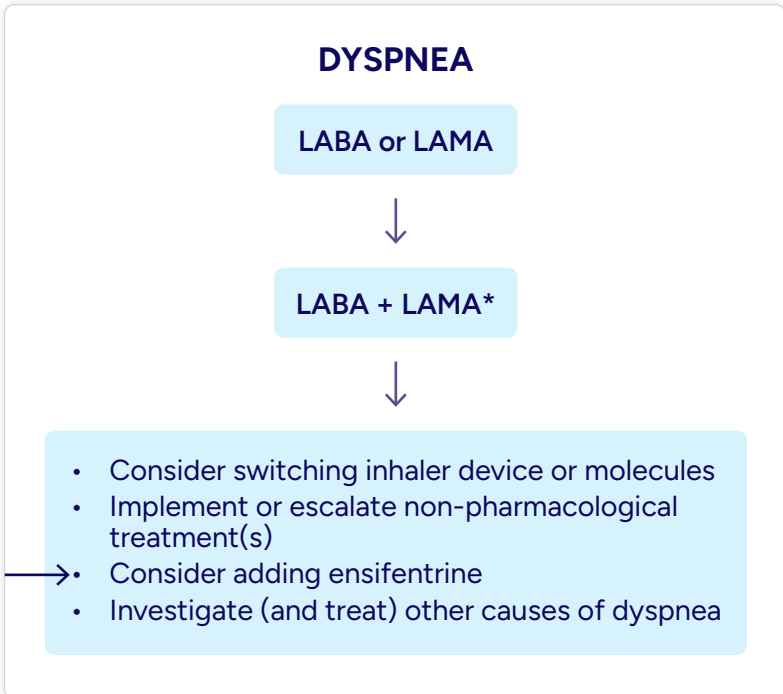 DYSPNEA
LABA or LAMA
LABA + LAMA*
• Consider switching inhaler device or molecules
• Implement or escalate non-pharmacological
treatment(s)
• Consider adding ensifentrine
• Investigate (and treat) other causes of dyspnea